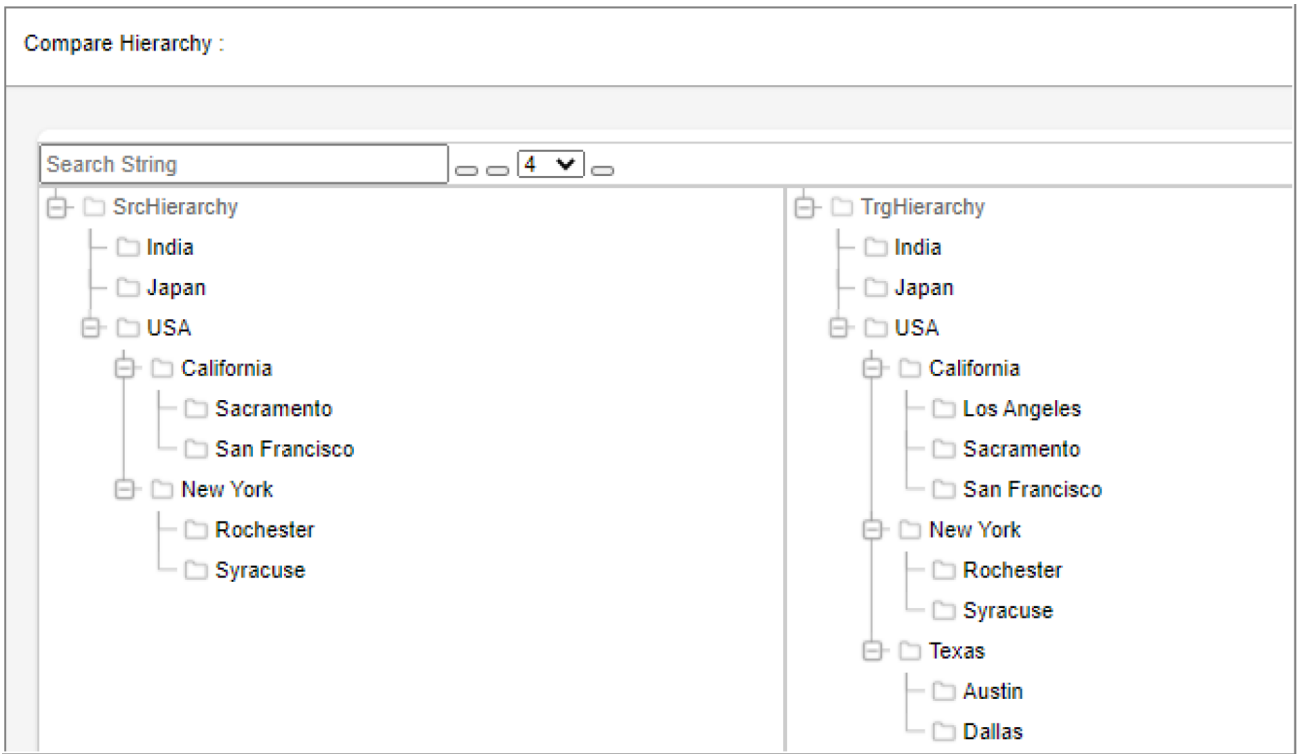 Compare Hierarchy :
Search String
4
SrcHierarchy
India
Japan
USA
California
Sacramento
San Francisco
New York
Rochester
Syracuse
TrgHierarchy
India
Japan
USA
California
Los Angeles
Sacramento
San Francisco
New York
Rochester
Syracuse
Texas
Austin
Dallas